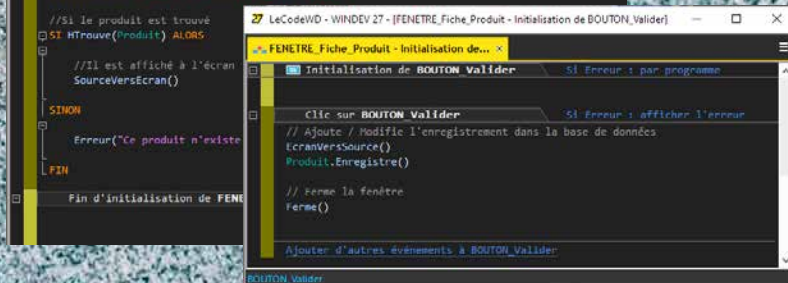 //Si le produit est trouvé
SI HTrouve(Produit) ALORS
//Il est affiché à l'écran
SourceVersEcran()
SINON
Erreur("Ce produit n'existe
FIN
Fin d'initialisation de FENE
27 LeCodeWD - WINDEV 27 - [FENETRE_Fiche_Produit - Initialisation de BOUTON_Valider]
FENETRE_Fiche_Produit - Initialisation de... ×
Initialisation de BOUTON_Valider Si Erreur : par programme
Clic sur BOUTON_Valider Si Erreur : afficher l'erreur
// Ajoute / Modifie l'enregistrement dans la base de données
EcranVersSource()
Produit.Enregistre()
// Ferme la fenêtre
Ferme()
Ajouter d'autres événements à BOUTON_Valider
BOUTON_Valider